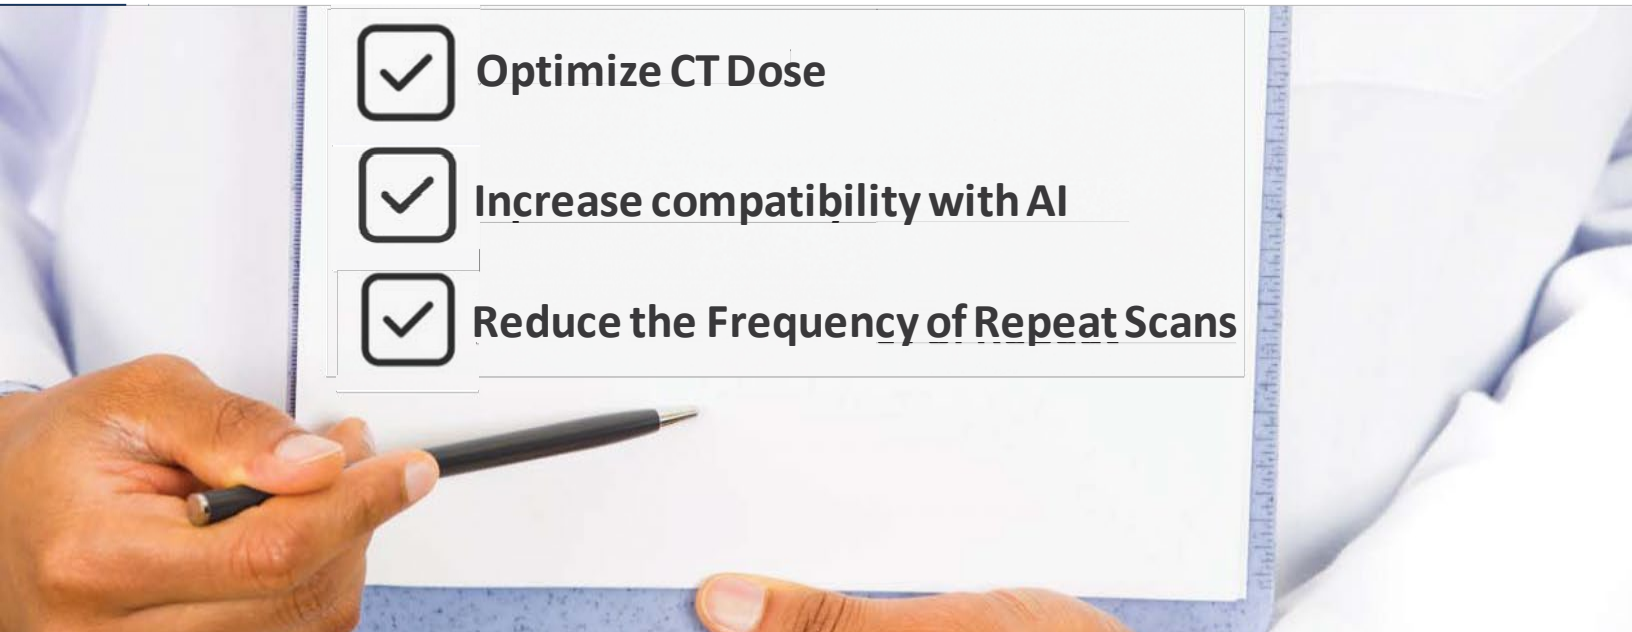 Optimize CT Dose
Increase compatibility with AI
Reduce the Frequency of Repeat Scans